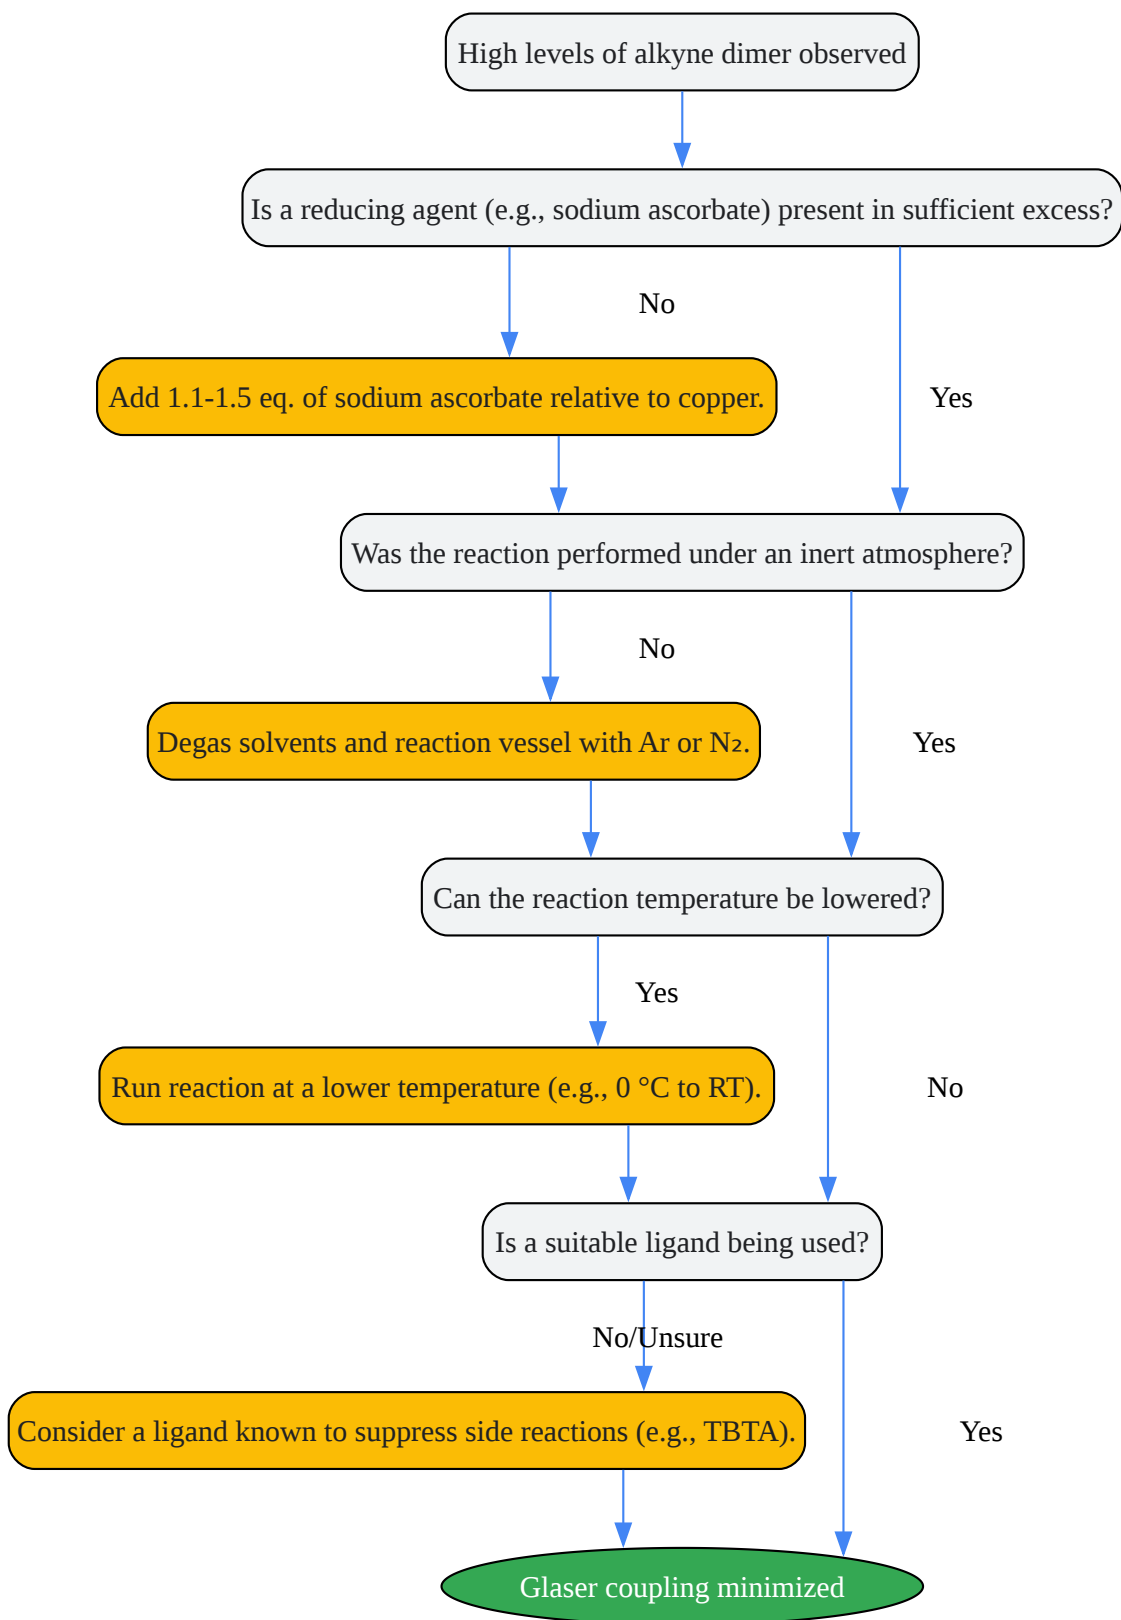 High levels of alkyne dimer observed
Is a reducing agent (e.g., sodium ascorbate) present in sufficient excess?
No
Add 1.1-1.5 eq. of sodium ascorbate relative to copper.
Yes
Was the reaction performed under an inert atmosphere?
No
Degas solvents and reaction vessel with Ar or N₂.
Yes
Can the reaction temperature be lowered?
Yes
Run reaction at a lower temperature (e.g., 0 °C to RT).
No
Is a suitable ligand being used?
No/Unsure
Consider a ligand known to suppress side reactions (e.g., TBTA).
Yes
Glaser coupling minimized